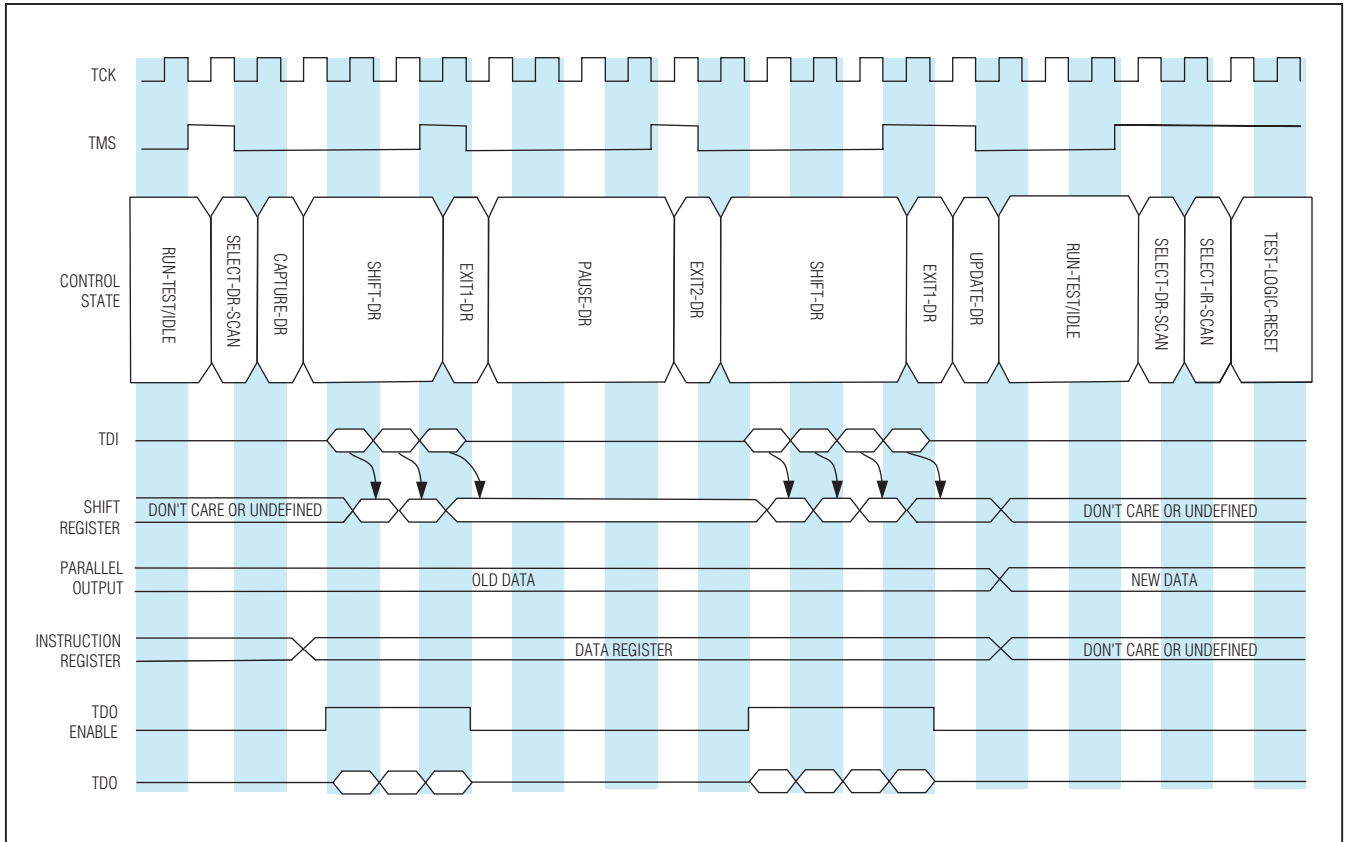 TCK
TMS
CONTROL
STATE
RUN-TEST/IDLE
SELECT-DR-SCAN
CAPTURE-DR
SHIFT-DR
EXIT1-DR
PAUSE-DR
EXIT2-DR
SHIFT-DR
EXIT1-DR
UPDATE-DR
RUN-TEST/IDLE
SELECT-DR-SCAN
SELECT-IR-SCAN
TEST-LOGIC-RESET
TDI
SHIFT
REGISTER
DON'T CARE OR UNDEFINED
DON'T CARE OR UNDEFINED
PARALLEL
OUTPUT
OLD DATA
NEW DATA
INSTRUCTION
REGISTER
DATA REGISTER
DON'T CARE OR UNDEFINED
TDO
ENABLE
TDO